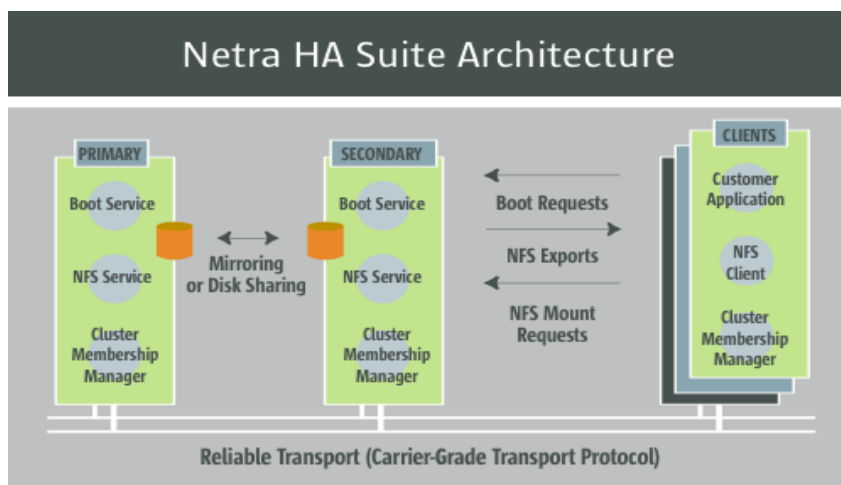 Netra HA Suite Architecture
PRIMARY
Boot Service
NFS Service
Cluster
Membership
Manager
Mirroring
or Disk Sharing
SECONDARY
Boot Service
NFS Service
Cluster
Membership
Manager
Boot Requests
NFS Exports
NFS Mount
Requests
CLIENTS
Customer
Application
NFS
Client
Cluster
Membership
Manager
Reliable Transport (Carrier-Grade Transport Protocol)